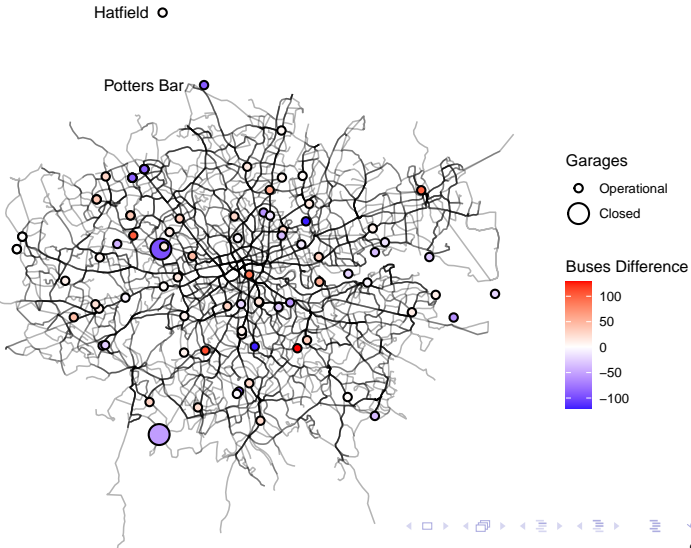 Hatfield
Potters Bar
Garages
Operational
Closed
Buses Difference
100
50
0
−50
−100